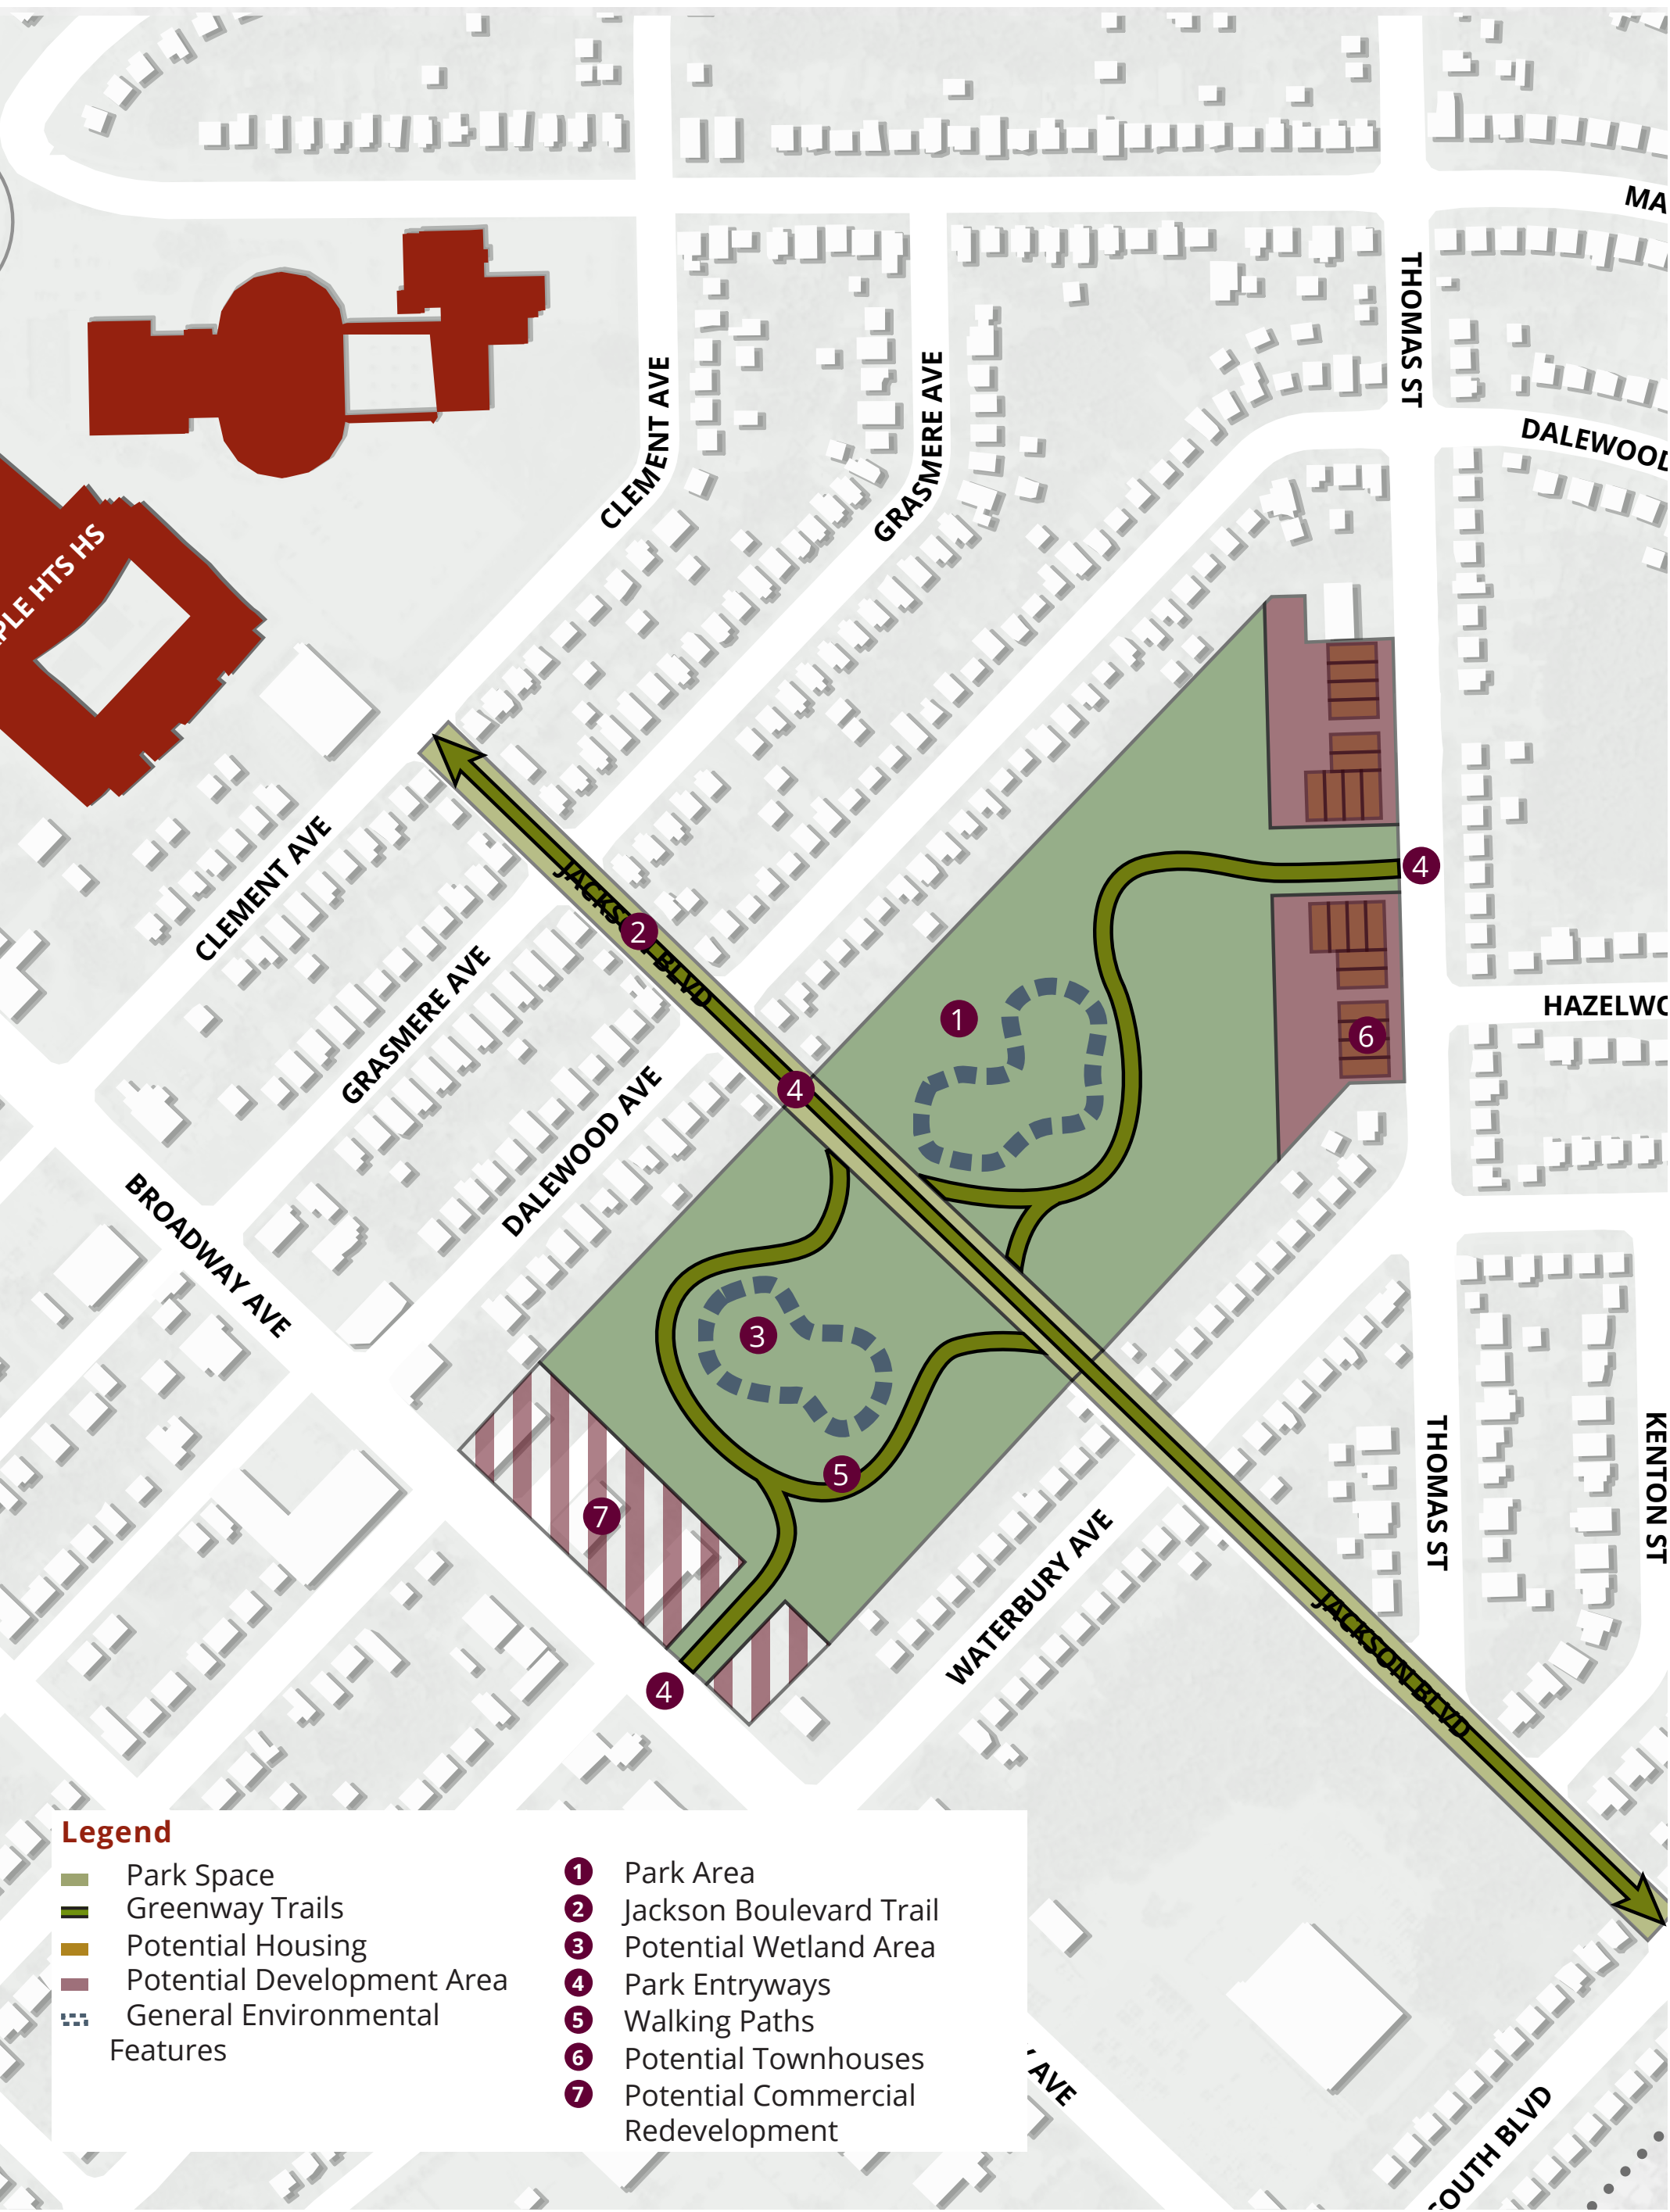 MA
THOMAS ST
DALEWOOD
CLEMENT AVE
GRASMERE AVE
PLE HTS HS
CLEMENT AVE
JACKSON BLVD
2
4
1
4
HAZELWO
6
GRASMERE AVE
DALEWOOD AVE
BROADWAY AVE
3
5
7
4
WATERBURY AVE
THOMAS ST
KENTON ST
JACKSON BLVD
Legend
Park Space
Greenway Trails
Potential Housing
Potential Development Area
General Environmental
Features
1 Park Area
2 Jackson Boulevard Trail
3 Potential Wetland Area
4 Park Entryways
5 Walking Paths
6 Potential Townhouses
7 Potential Commercial
Redevelopment
Y AVE
SOUTH BLVD